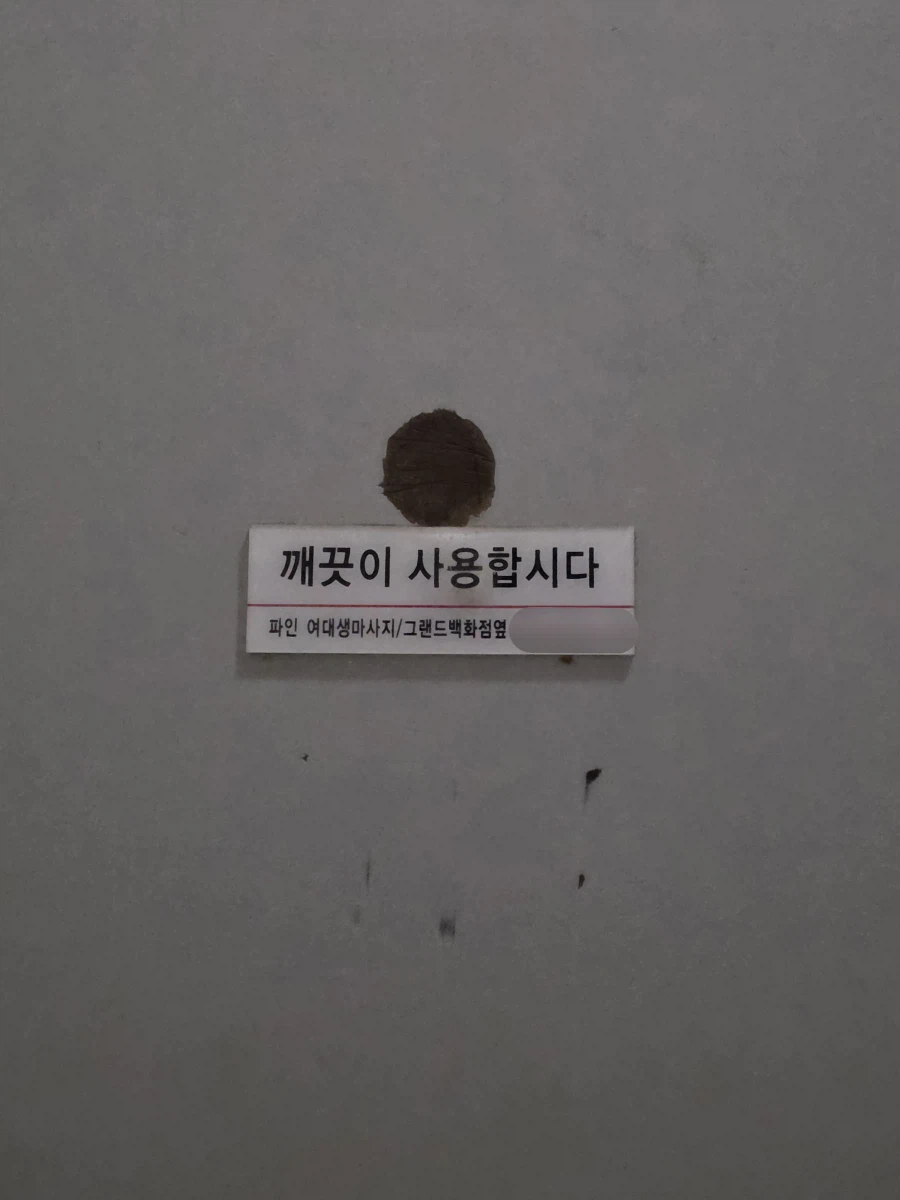 깨끗이 사용합시다
파인 여대생마사지/그랜드백화점옆